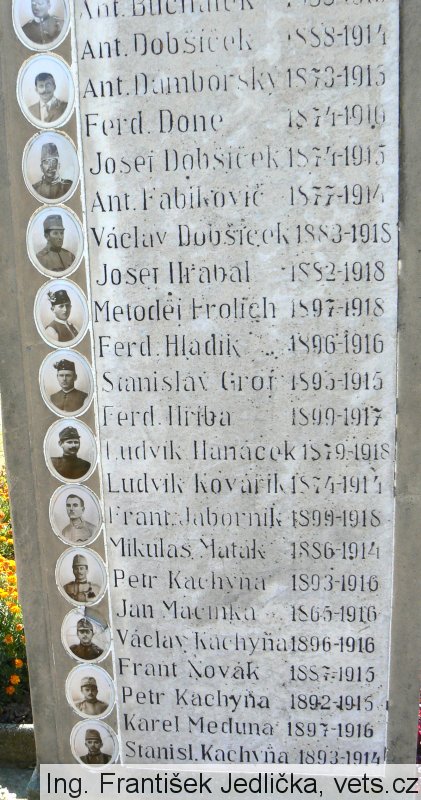 Ant. Dobšíček 1888-1914
Ant. Damborský 1873-1915
Ferd. Done 1874-1916
Josef Dobšíček 1874-1915
Ant. Fabikovič 1877-1914
Václav Dobšíček 1883-1918
Josef Hrabal 1882-1918
Metoděj Frolich 1897-1918
Ferd. Hladík 1896-1916
Stanislav Grof 1895-1915
Ferd. Hřiba 1899-1917
Ludvík Hanáček 1879-1918
Ludvík Kovářík 1874-1914
Frant. Jaborník 1899-1918
Mikuláš Maťák 1886-1914
Petr Kachyňa 1893-1916
Jan Macinka 1865-1916
Václav Kachyňa 1896-1916
Frant Novák 1887-1915
Petr Kachyňa 1892-1915
Karel Meduna 1897-1916
Stanisl. Kachyňa 1893-1914
Ing. František Jedlička, vets.cz